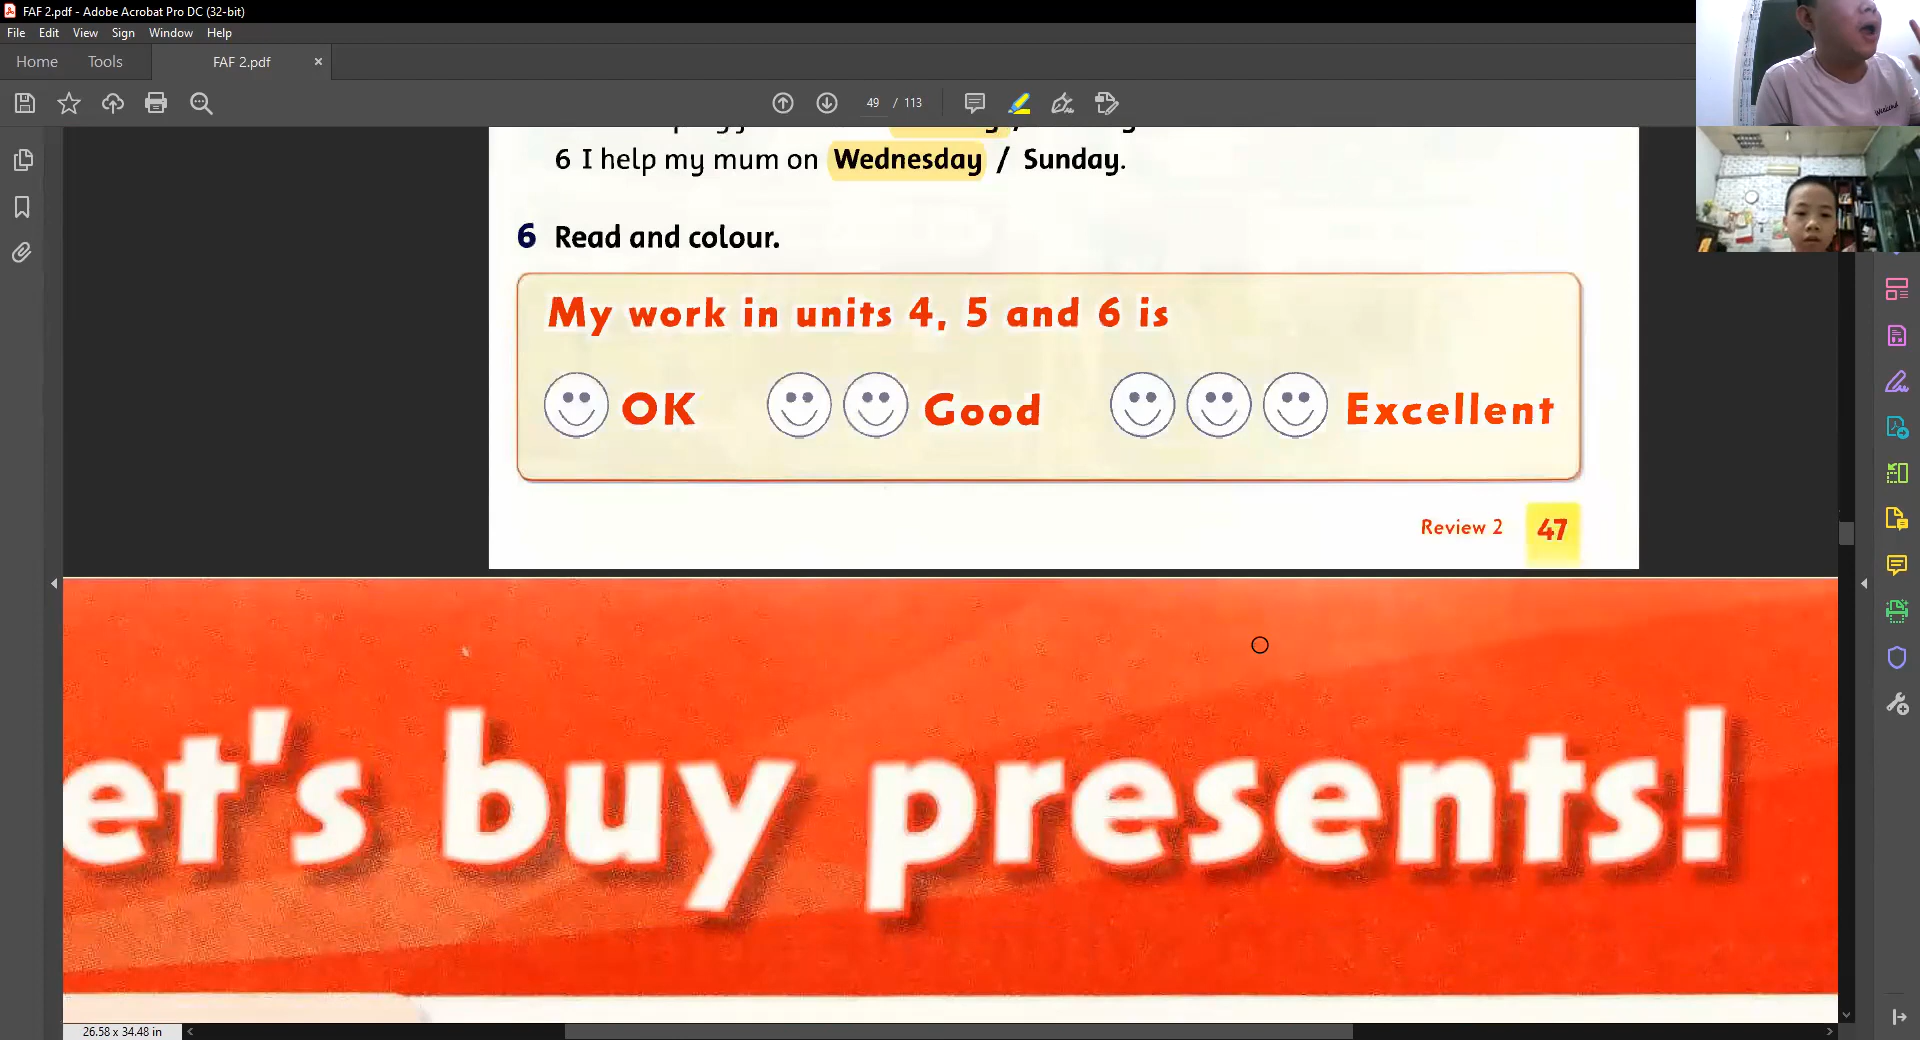 FAF 2.pdf - Adobe Acrobat Pro DC (32-bit)
File Edit View Sign Window Help
Home Tools FAF 2.pdf ×
49 / 113
6 I help my mum on Wednesday / Sunday.
6 Read and colour.
My work in units 4, 5 and 6 is
OK Good Excellent
Review 2 47
et's buy presents!
26.58 x 34.48 in
Weekend